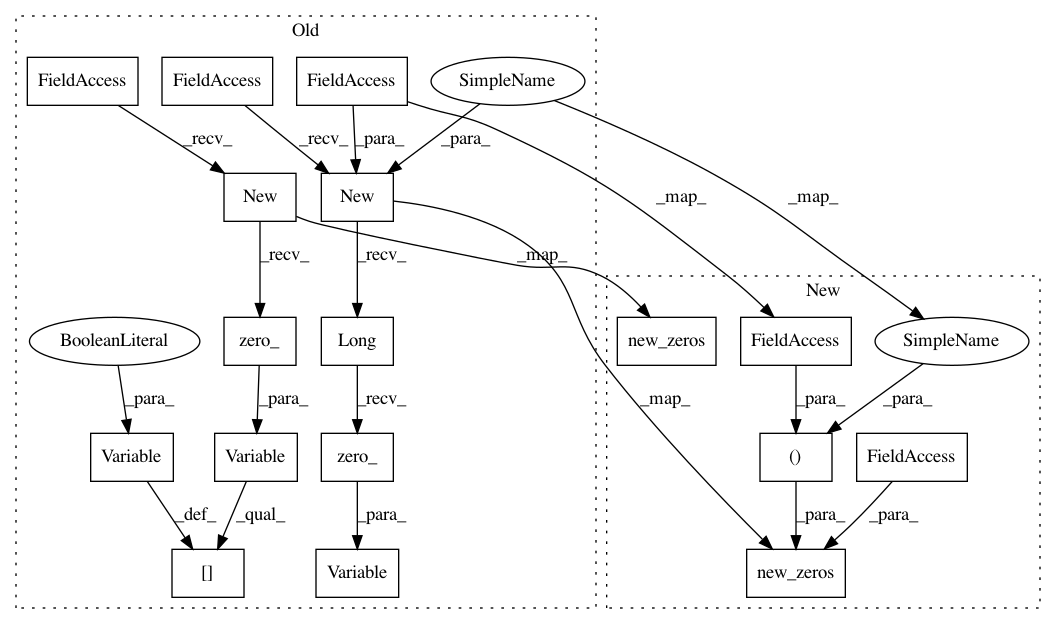 Old
FieldAccess
FieldAccess
FieldAccess
SimpleName
_recv_
_recv_
_para_
_para_
New
New
_map_
_map_
_recv_
_recv_
_map_
New
BooleanLiteral
zero_
Long
new_zeros
FieldAccess
SimpleName
_para_
_para_
_recv_
_map_
_para_
_para_
Variable
Variable
zero_
()
FieldAccess
_def_
_qual_
_para_
_para_
_para_
[]
Variable
new_zeros